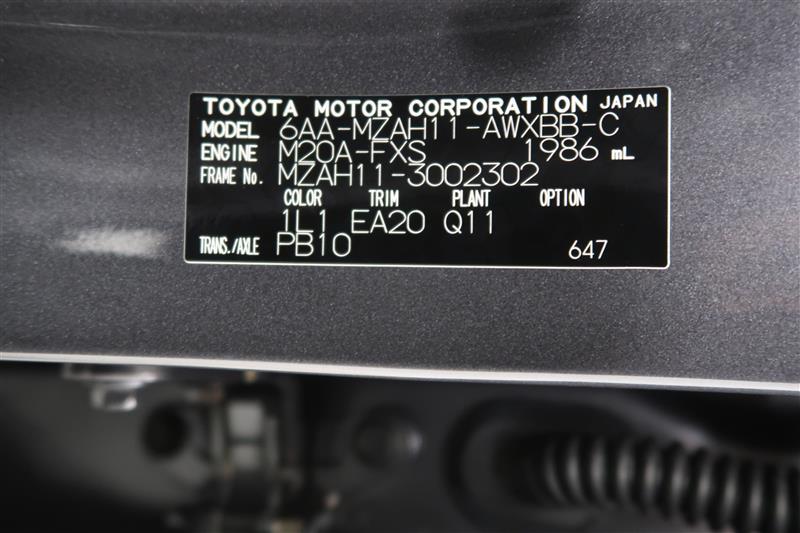 TOYOTA MOTOR CORPORATION JAPAN
MODEL 6AA-MZAH11-AWXBB-C
ENGINE M20A-FXS 1986 mL
FRAME No. MZAH11-3002302
COLOR TRIM PLANT OPTION
1L1 EA20 Q11
TRANS./AXLE PB10 647